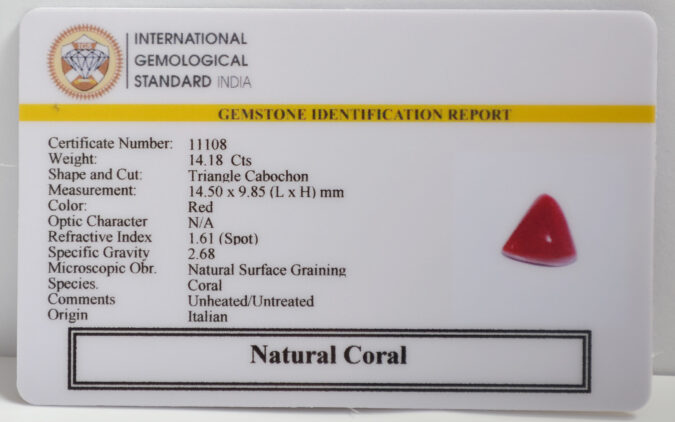 INTERNATIONAL
GEMOLOGICAL
STANDARD INDIA
GEMSTONE IDENTIFICATION REPORT
Certificate Number: 11108
Weight: 14.18 Cts
Shape and Cut: Triangle Cabochon
Measurement: 14.50 x 9.85 (L x H) mm
Color: Red
Optic Character N/A
Refractive Index 1.61 (Spot)
Specific Gravity 2.68
Microscopic Obr. Natural Surface Graining
Species. Coral
Comments Unheated/Untreated
Origin Italian
Natural Coral